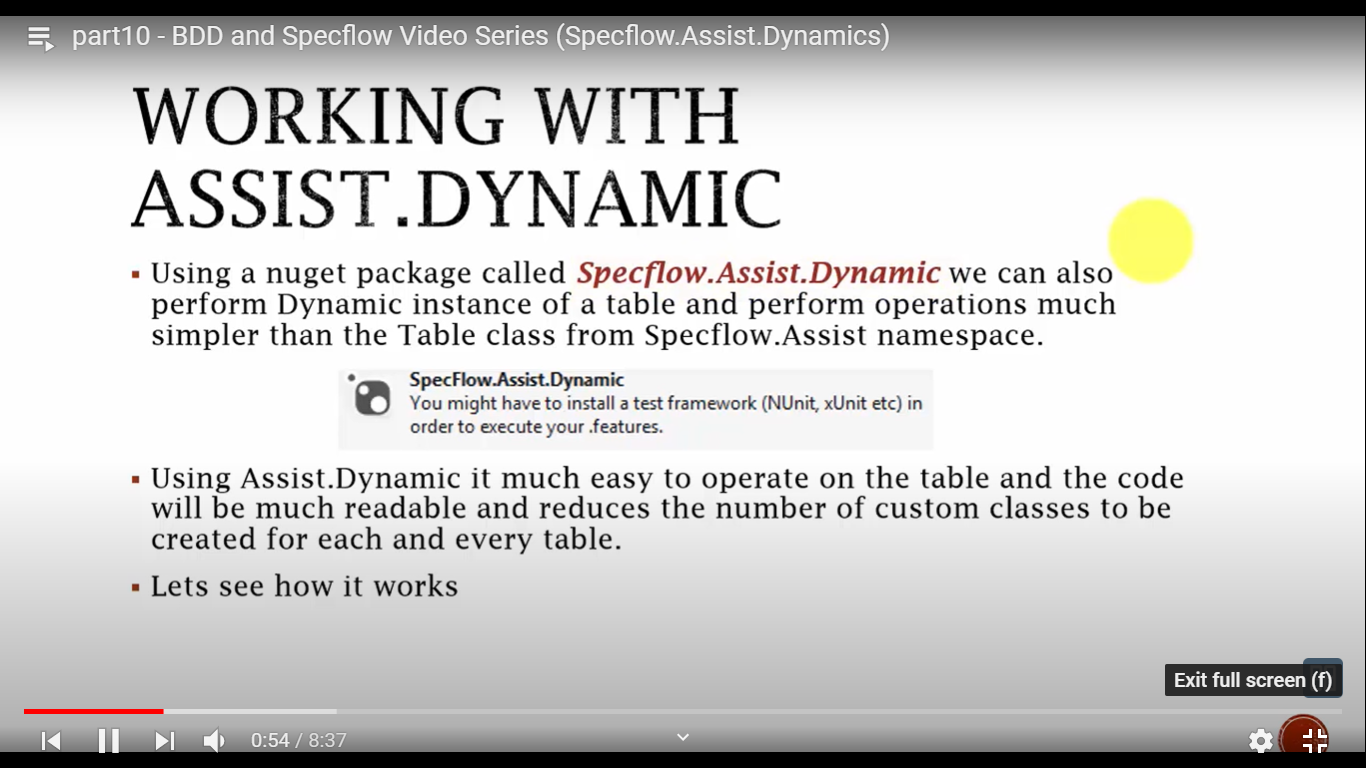 part10 - BDD and Specflow Video Series (Specflow.Assist.Dynamics)
WORKING WITH
ASSIST.DYNAMIC
▪ Using a nuget package called Specflow.Assist.Dynamic we can also
perform Dynamic instance of a table and perform operations much
simpler than the Table class from Specflow.Assist namespace.
SpecFlow.Assist.Dynamic
You might have to install a test framework (NUnit, xUnit etc) in
order to execute your .features.
▪ Using Assist.Dynamic it much easy to operate on the table and the code
will be much readable and reduces the number of custom classes to be
created for each and every table.
▪ Lets see how it works
Exit full screen (f)
0:54 / 8:37